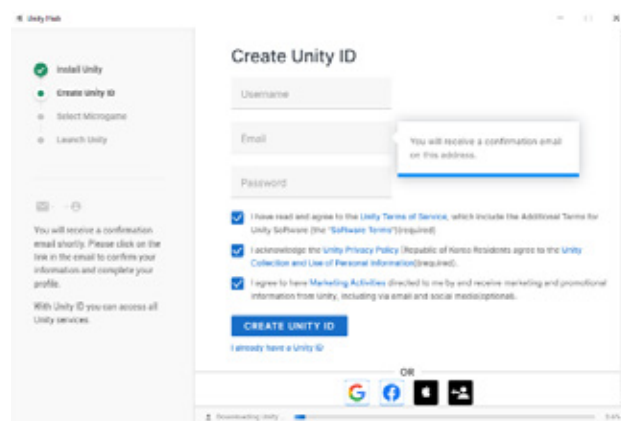 Unity Hub
Install Unity
Create Unity ID
Select Microgame
Launch Unity
You will receive a confirmation
email shortly. Please click on the
link in the email to confirm your
information and complete your
profile.
With Unity ID you can access all
Unity services.
Create Unity ID
Username
Email
You will receive a confirmation email
on this address.
Password
I have read and agree to the Unity Terms of Service, which include the Additional Terms for
Unity Software (the "Software Terms")(required)
I acknowledge the Unity Privacy Policy [Republic of Korea Residents agree to the Unity
Collection and Use of Personal Information](required).
I agree to have Marketing Activities directed to me by and receive marketing and promotional
information from Unity, including via email and social media(optional).
CREATE UNITY ID
I already have a Unity ID
OR
Downloading Unity